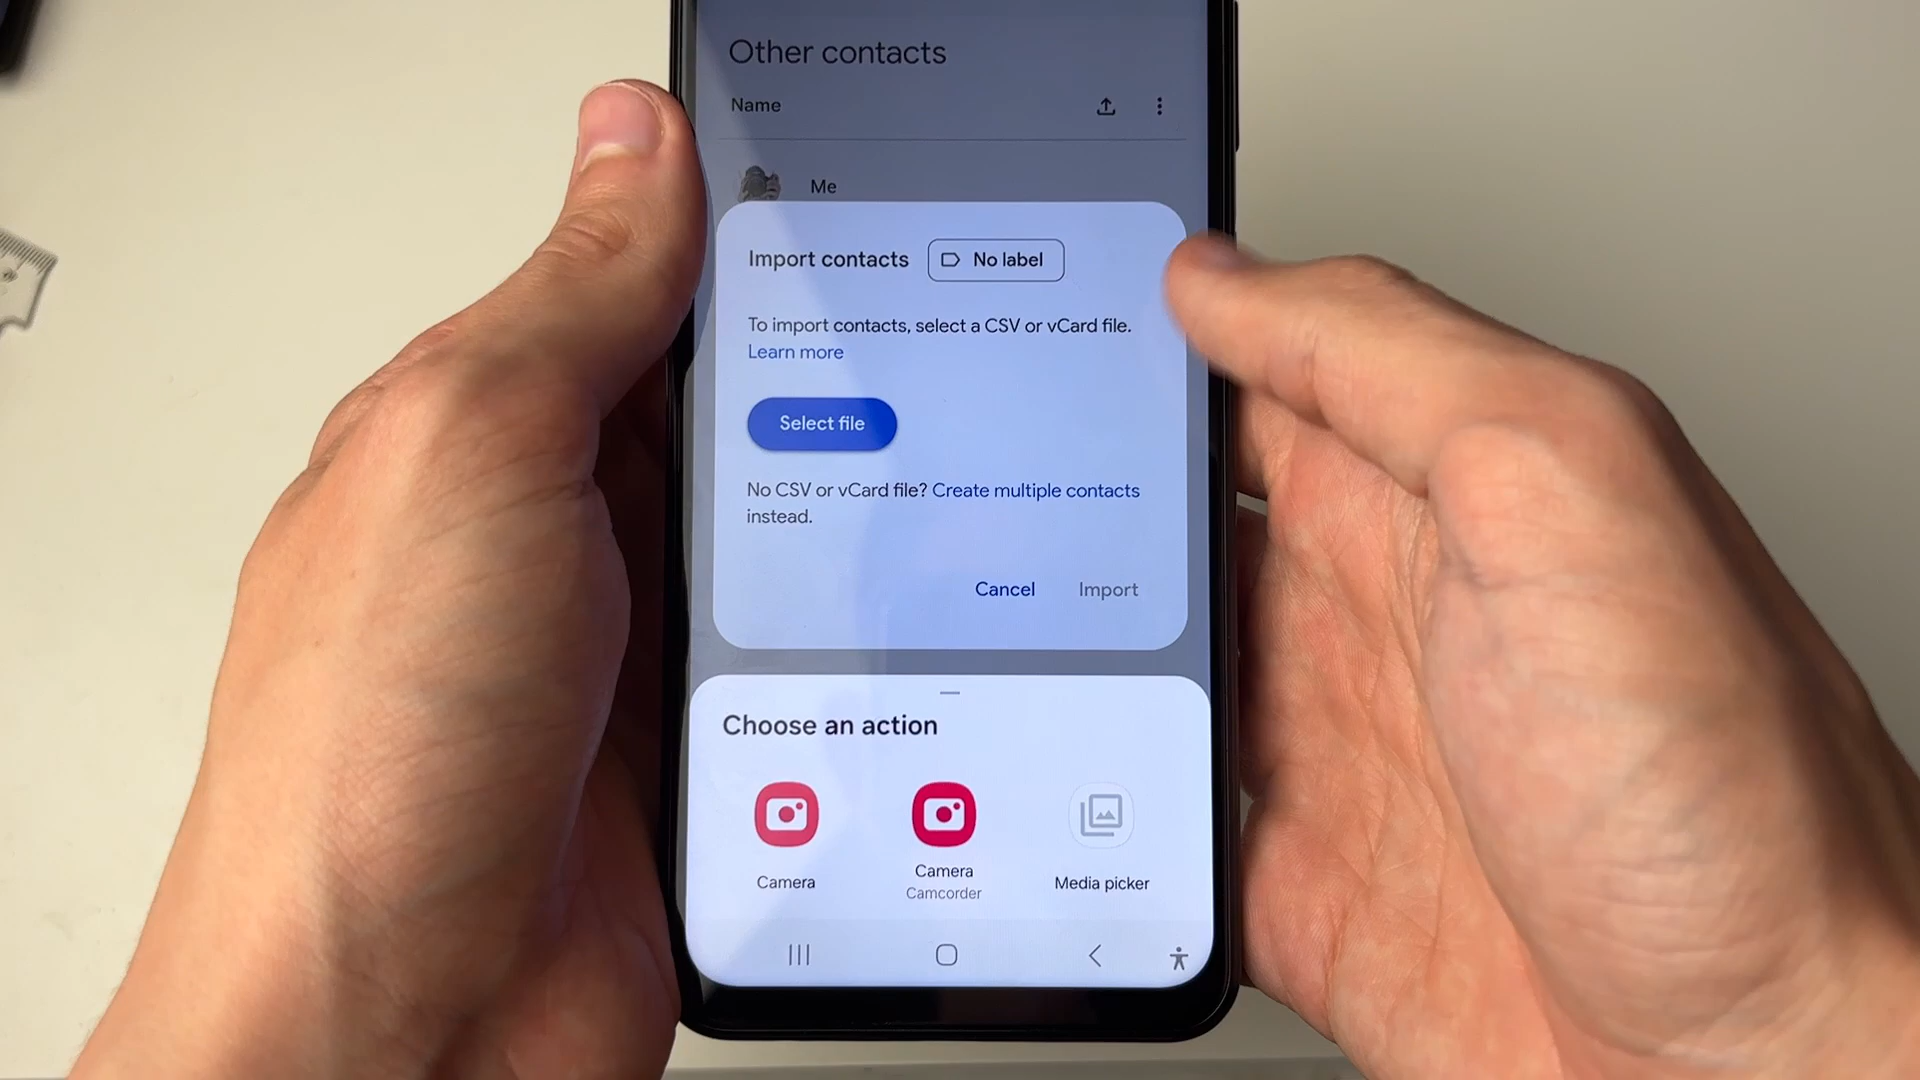 Other contacts
Name
Me
Import contacts
No label
To import contacts, select a CSV or vCard file.
Learn more
Select file
No CSV or vCard file? Create multiple contacts
instead.
Cancel
Import
Choose an action
Camera
Camera
Camcorder
Media picker